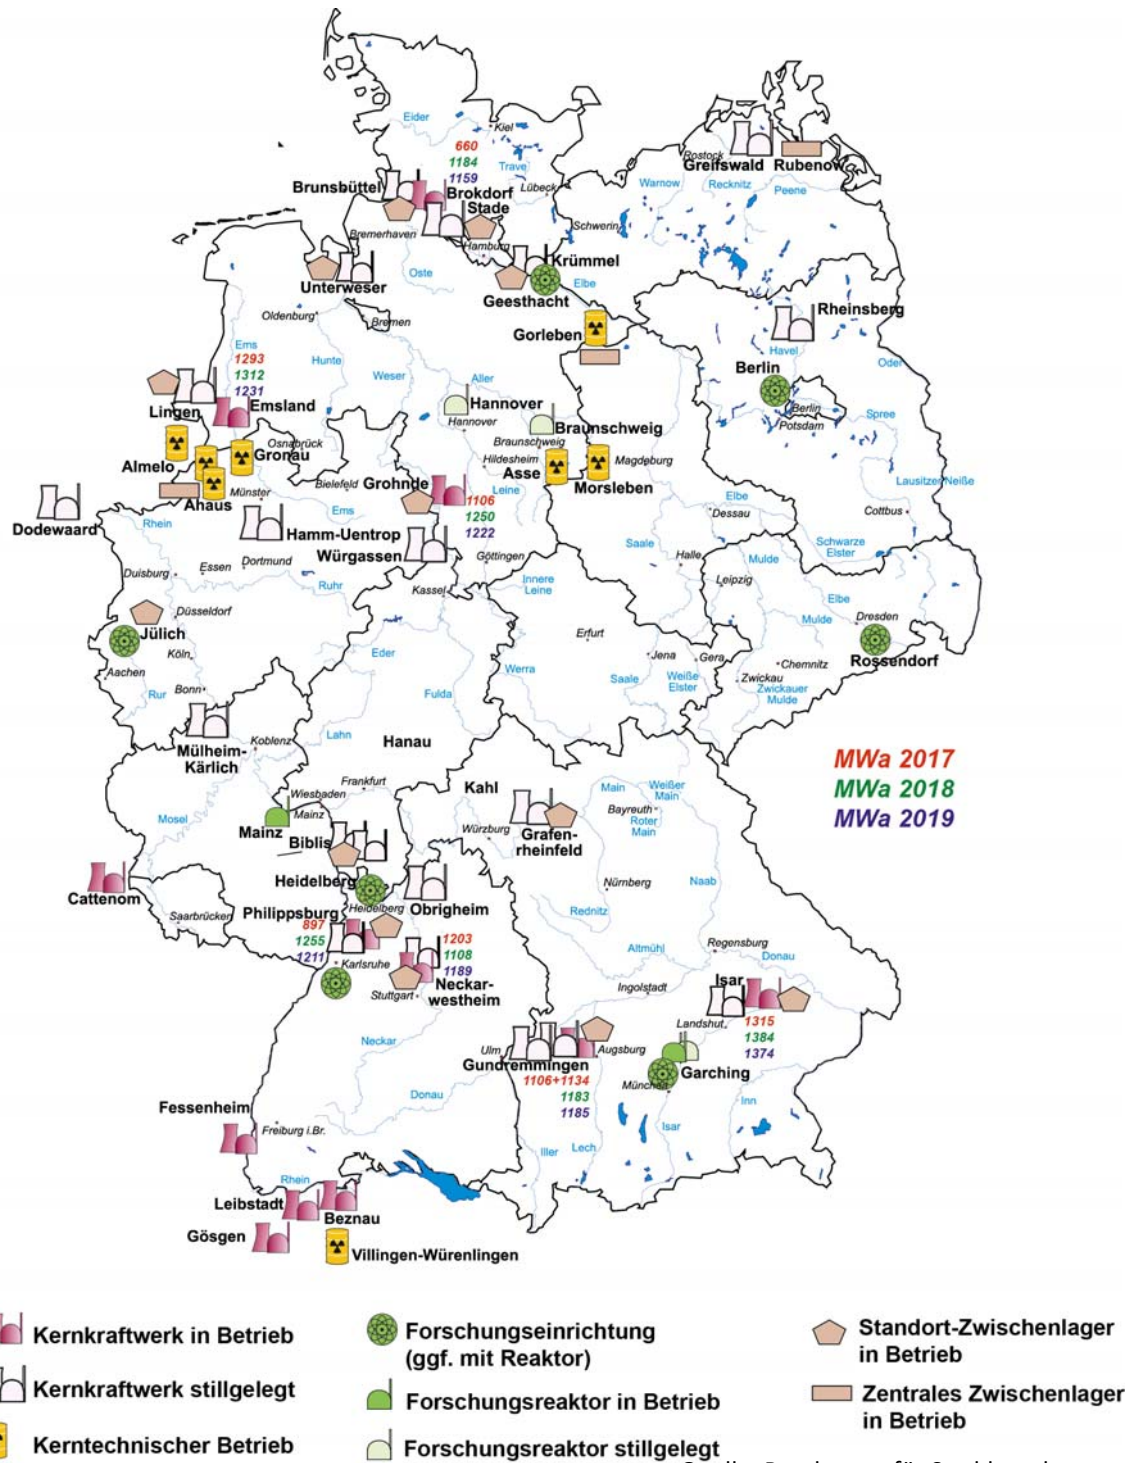 Eider
Kiel
660
1184
1159
Trave
Brunsbüttel
Brokdorf
Stade
Lübeck
Bremerhaven
Hamburg
Rostock
Greifswald
Rubenow
Warnow
Recknitz
Peene
Schwerin
Krümmel
Geesthacht
Elbe
Unterweser
Oste
Oldenburg
Bremen
Gorleben
Rheinsberg
Havel
Oder
Berlin
Berlin
Potsdam
Spree
Ems
1293
1312
1231
Hunte
Weser
Aller
Lingen
Emsland
Hannover
Hannover
Braunschweig
Braunschweig
Hildesheim
Asse
Magdeburg
Morsleben
Almelo
Gronau
Osnabrück
Ahaus
Münster
Bielefeld
Grohnde
Leine
1106
1250
1222
Lausitzer Neiße
Elbe
Dessau
Cottbus
Dodewaard
Rhein
Ems
Hamm-Uentrop
Würgassen
Göttingen
Saale
Halle
Mulde
Schwarze
Elster
Duisburg
Essen
Dortmund
Ruhr
Kassel
Innere
Leine
Leipzig
Elbe
Mulde
Dresden
Düsseldorf
Jülich
Köln
Aachen
Rur
Bonn
Eder
Fulda
Werra
Erfurt
Jena
Gera
Saale
Weiße
Elster
Chemnitz
Zwickau
Zwickauer
Mulde
Rossendorf
Mülheim-
Kärlich
Koblenz
Lahn
Hanau
MWa 2017
MWa 2018
MWa 2019
Frankfurt
Wiesbaden
Mainz
Mainz
Mosel
Biblis
Kahl
Würzburg
Grafen-
rheinfeld
Main
Weißer
Main
Bayreuth
Roter
Main
Cattenom
Saarbrücken
Heidelberg
Heidelberg
Obrigheim
Nürnberg
Naab
Rednitz
Philippsburg
897
1255
1211
Karlsruhe
1203
1108
1189
Neckar-
westheim
Stuttgart
Altmühl
Regensburg
Donau
Ingolstadt
Isar
Landshut
1315
1384
1374
Neckar
Ulm
Gundremmingen
Augsburg
1106+1134
1183
1185
Garching
München
Donau
Inn
Isar
Iller
Lech
Fessenheim
Freiburg i.Br.
Rhein
Leibstadt
Beznau
Gösgen
Villingen-Würenlingen
Kernkraftwerk in Betrieb
Kernkraftwerk stillgelegt
Kerntechnischer Betrieb
Forschungseinrichtung
(ggf. mit Reaktor)
Forschungsreaktor in Betrieb
Forschungsreaktor stillgelegt
Standort-Zwischenlager
in Betrieb
Zentrales Zwischenlager
in Betrieb